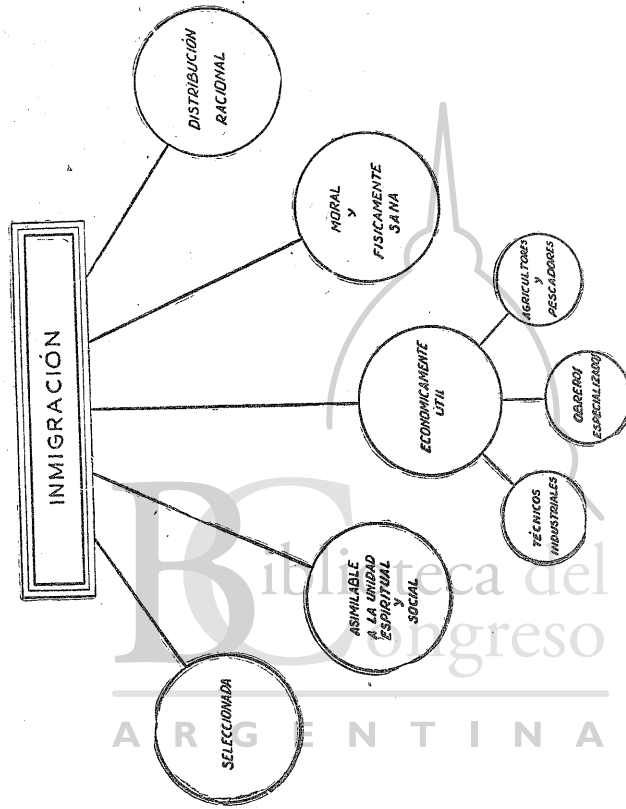 INMIGRACIÓN
SELECCIONADA
ASIMILABLE
A LA UNIDAD
ESPIRITUAL
y
SOCIAL
ECONOMICAMENTE
ÚTIL
TÉCNICOS
INDUSTRIALES
OBREROS
ESPECIALIZADOS
AGRICULTORES
y
PESCADORES
MORAL
y
FISICAMENTE
SANA
DISTRIBUCIÓN
RACIONAL
Biblioteca del
Congreso
ARGENTINA